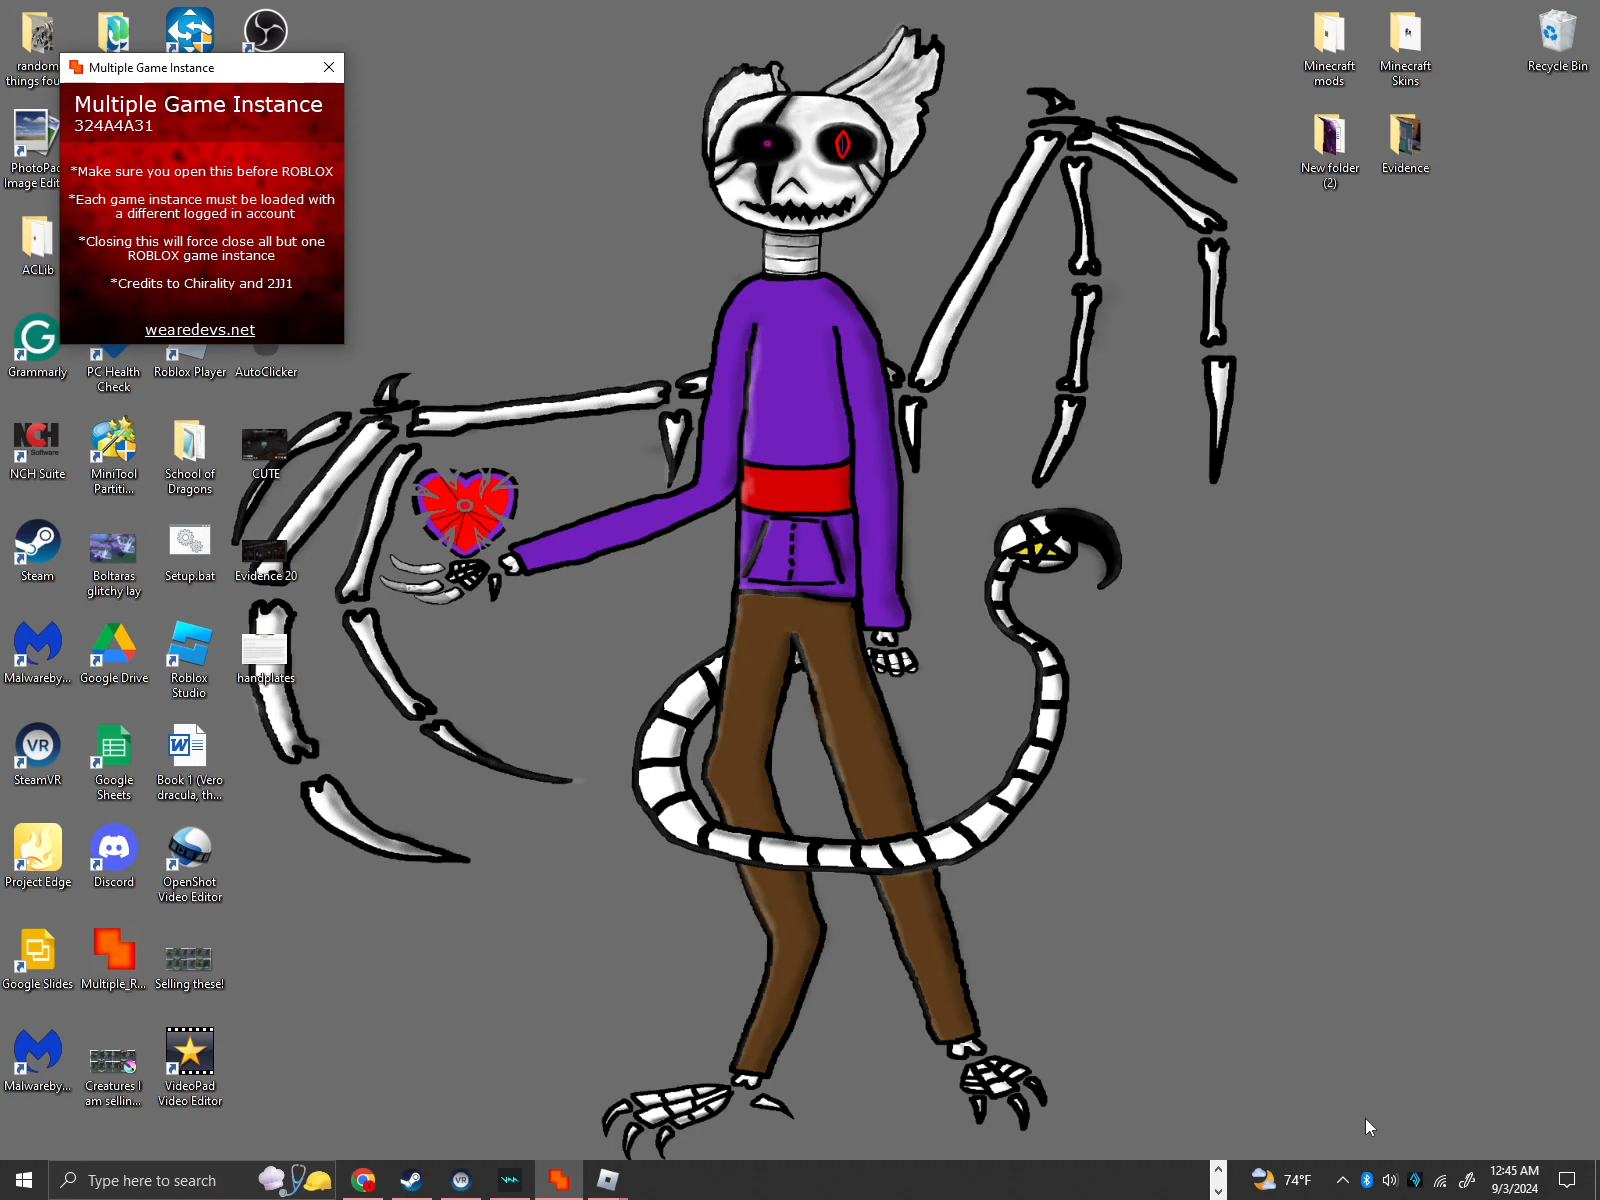 random
things fou
Multiple Game Instance
Multiple Game Instance
324A4A31
*Make sure you open this before ROBLOX
*Each game instance must be loaded with
a different logged in account
*Closing this will force close all but one
ROBLOX game instance
*Credits to Chirality and 2JJ1
wearedevs.net
PhotoPad
Image Edit
ACLib
Grammarly
PC Health
Check
Roblox Player
AutoClicker
NCH
Software
NCH Suite
MiniTool
Partiti...
School of
Dragons
CUTE
Steam
Boltaras
glitchy lay
Setup.bat
Evidence 20
Malwareby...
Google Drive
Roblox
Studio
handplates
VR
SteamVR
Google
Sheets
Book 1 (Vero
dracula, th...
Project Edge
Discord
OpenShot
Video Editor
Google Slides
Multiple_R...
Selling these!
Malwareby...
Creatures I
am sellin...
VideoPad
Video Editor
Minecraft
mods
Minecraft
Skins
Recycle Bin
New folder
(2)
Evidence
Type here to search
VR
74°F
12:45 AM
9/3/2024